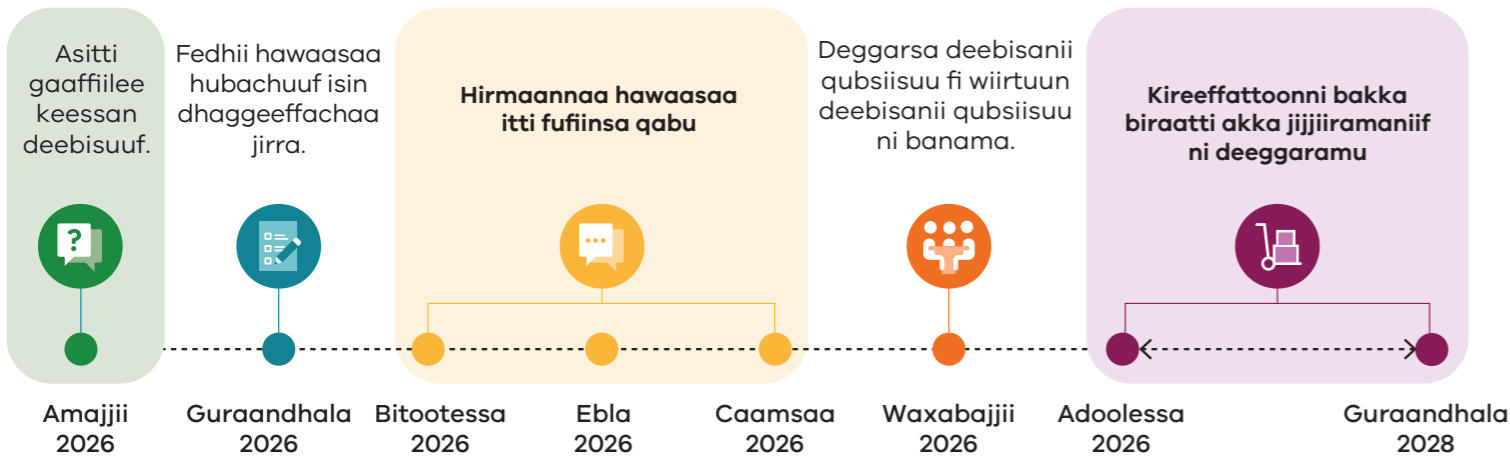 Asitti
gaaffiilee
keessan
deebisuuf.
Fedhii hawaasaa
hubachuuf isin
dhaggeeffachaa
jirra.
Hirmaannaa hawaasaa
itti fufiinsa qabu
Deggarsa deebisanii
qubsiisuu fi wiirtuun
deebisanii qubsiisuu
ni banama.
Kireeffattoonni bakka
biraatti akka jijjiiramaniif
ni deeggaramu
?
Amajjii
2026
Guraandhala
2026
Bitootessa
2026
Ebla
2026
Caamsaa
2026
Waxabajjii
2026
Adoolessa
2026
Guraandhala
2028